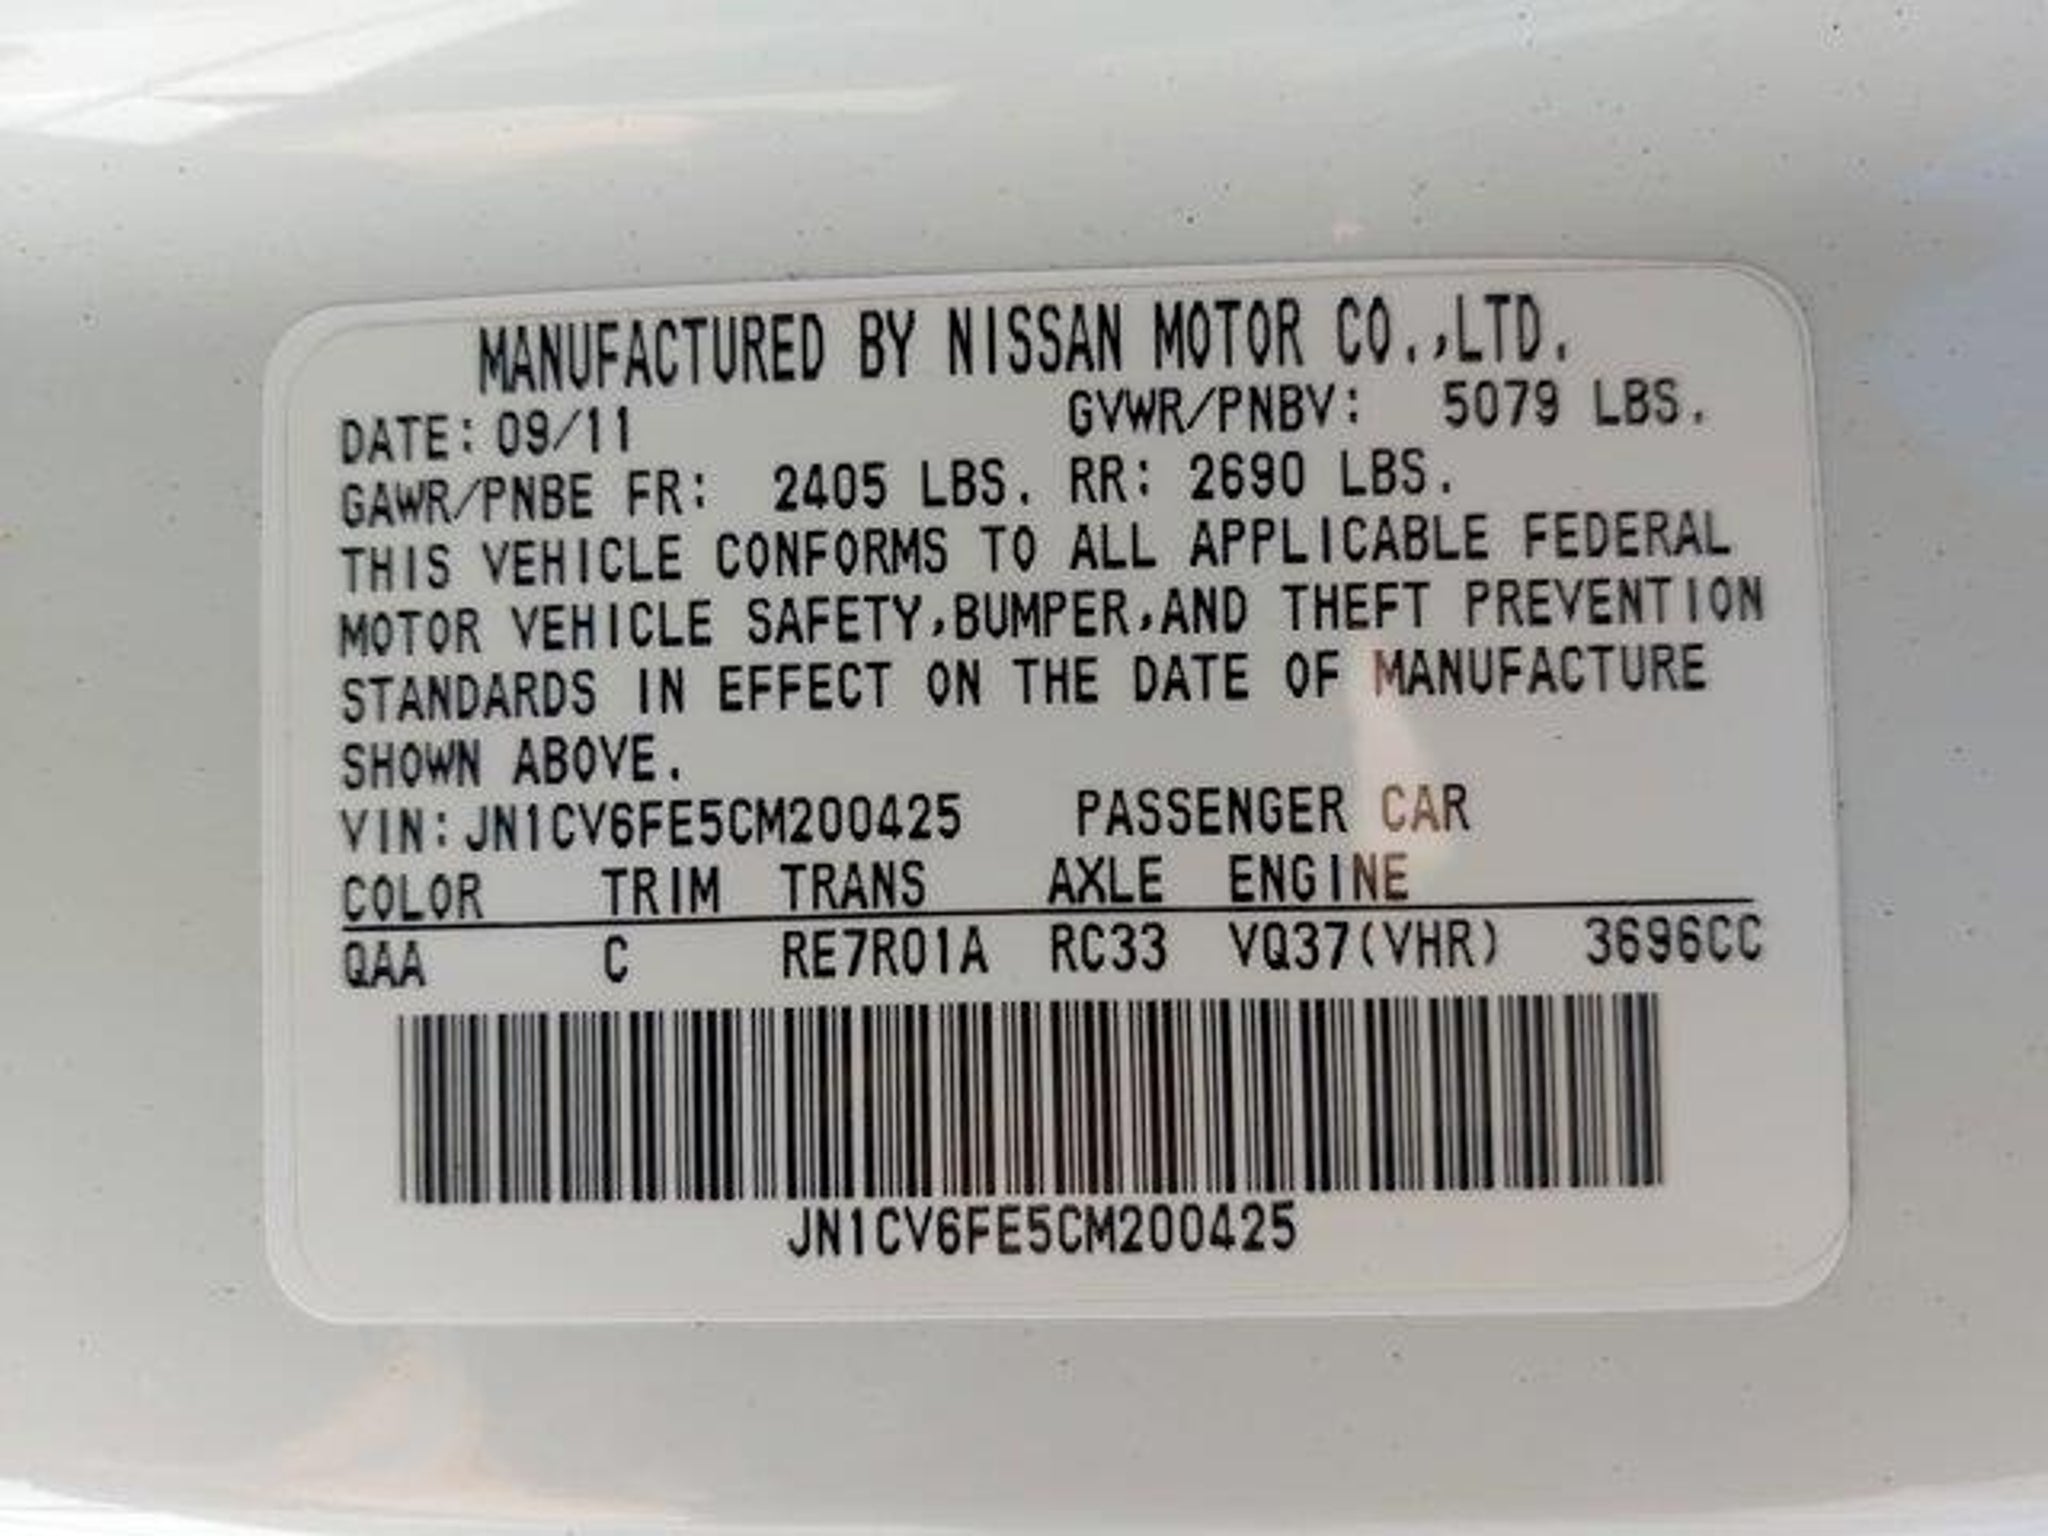 MANUFACTURED BY NISSAN MOTOR CO.,LTD.
DATE: 09/11 GVWR/PNBV: 5079 LBS.
GAWR/PNBE FR: 2405 LBS. RR: 2690 LBS.
THIS VEHICLE CONFORMS TO ALL APPLICABLE FEDERAL
MOTOR VEHICLE SAFETY,BUMPER,AND THEFT PREVENTION
STANDARDS IN EFFECT ON THE DATE OF MANUFACTURE
SHOWN ABOVE.
VIN:JN1CV6FE5CM200425 PASSENGER CAR
COLOR TRIM TRANS AXLE ENGINE
QAA C RE7R01A RC33 VQ37(VHR) 3696CC
JN1CV6FE5CM200425